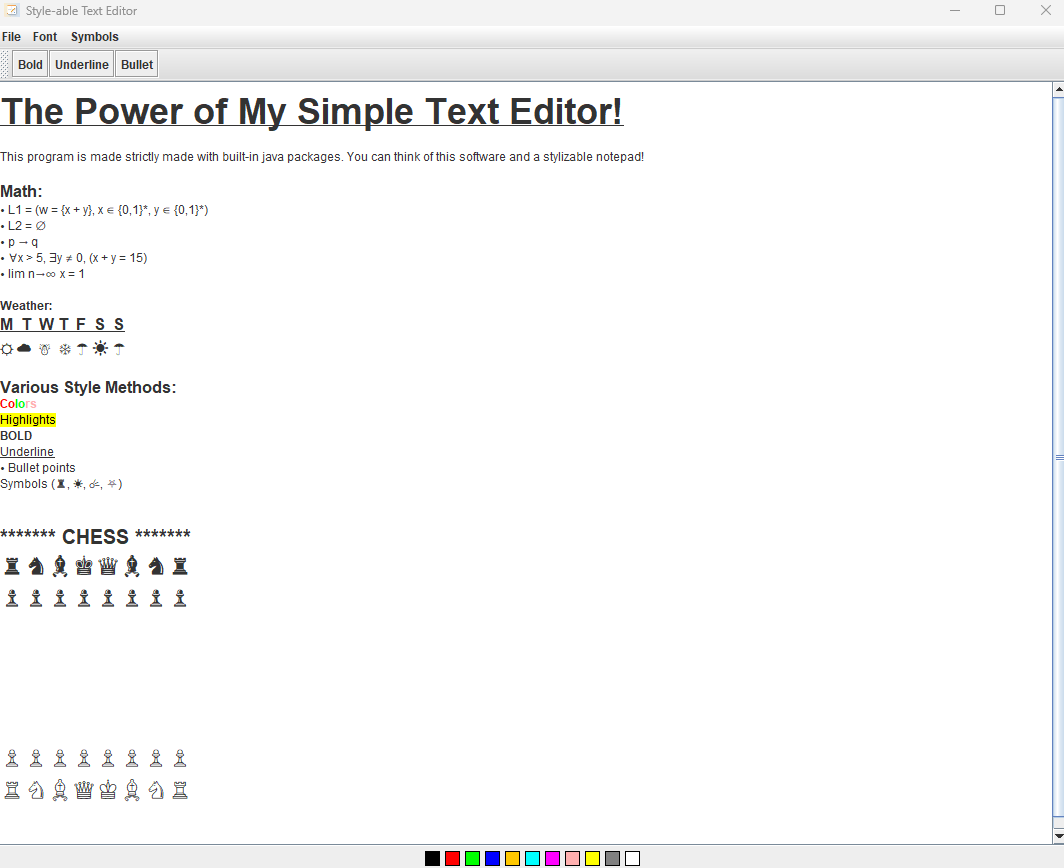 Style-able Text Editor
File Font Symbols
Bold Underline Bullet
The Power of My Simple Text Editor!
This program is made strictly made with built-in java packages. You can think of this software and a stylizable notepad!
Math:
• L1 = (w = {x + y}, x ∈ {0,1}*, y ∈ {0,1}*)
• L2 = ∅
• p → q
• ∀x > 5, ∃y ≠ 0, (x + y = 15)
• lim n→∞ x = 1
Weather:
M T W T F S S
☼ ☁ ☃ ❄ ☂ ☀ ☂
Various Style Methods:
Colors
Highlights
BOLD
Underline
• Bullet points
Symbols (♜, ☀, ☌, ⛧)
******* CHESS *******
♜ ♞ ♝ ♚ ♛ ♝ ♞ ♜
♟ ♟ ♟ ♟ ♟ ♟ ♟ ♟
♙ ♙ ♙ ♙ ♙ ♙ ♙ ♙
♖ ♘ ♗ ♕ ♔ ♗ ♘ ♖